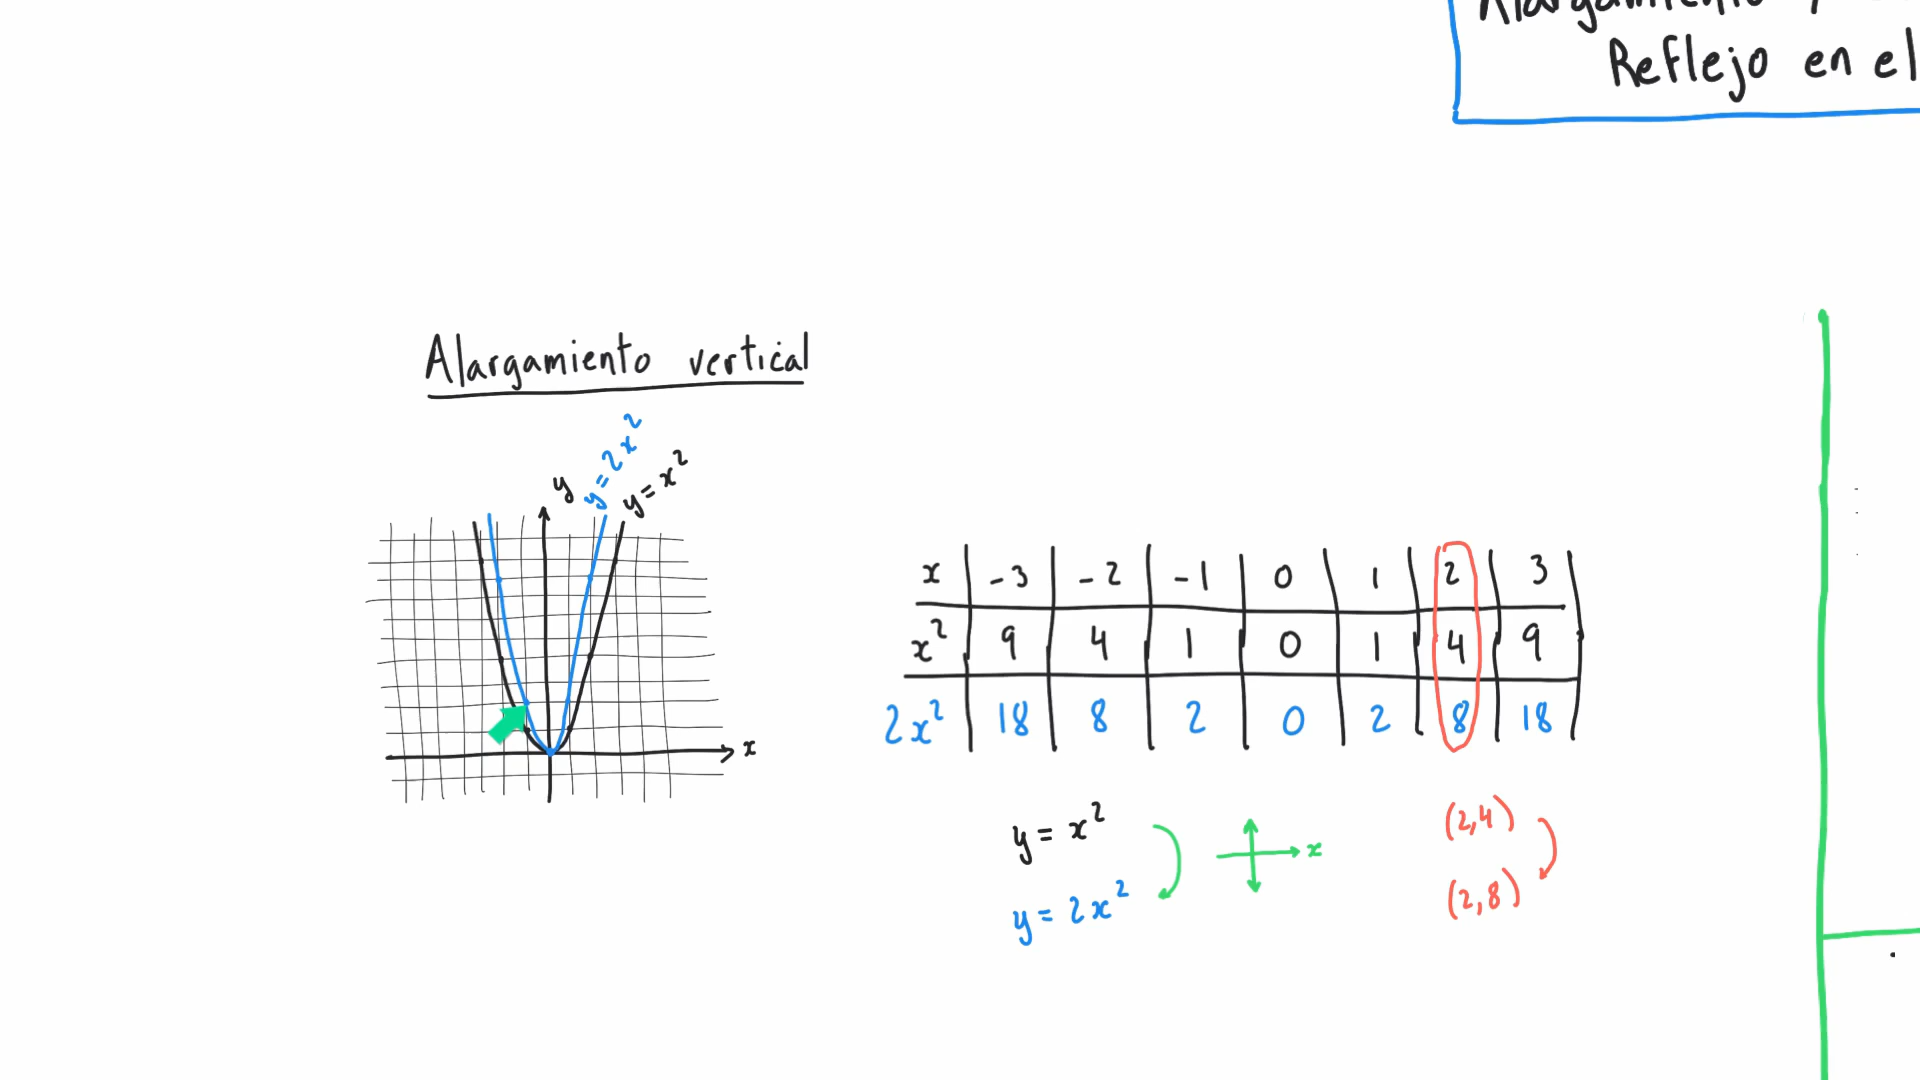 Reflejo en el
Alargamiento vertical
y = 2x²
y = x²
y
x
x | -3 | -2 | -1 | 0 | 1 | 2 | 3
x² | 9 | 4 | 1 | 0 | 1 | 4 | 9
2x² | 18 | 8 | 2 | 0 | 2 | 8 | 18
y = x²
y = 2x²
x
(2,4)
(2,8)